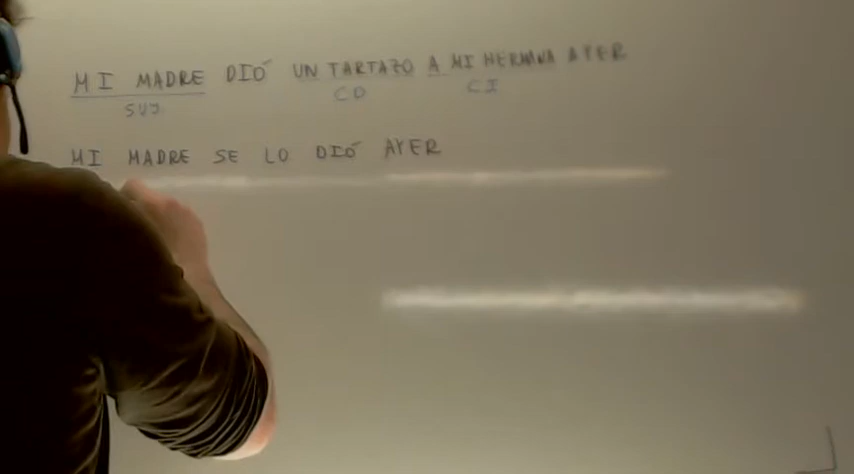 MI MADRE DIÓ UN TARTAZO A MI HERMANA AYER
SUJ CD CI
MI MADRE SE LO DIÓ AYER